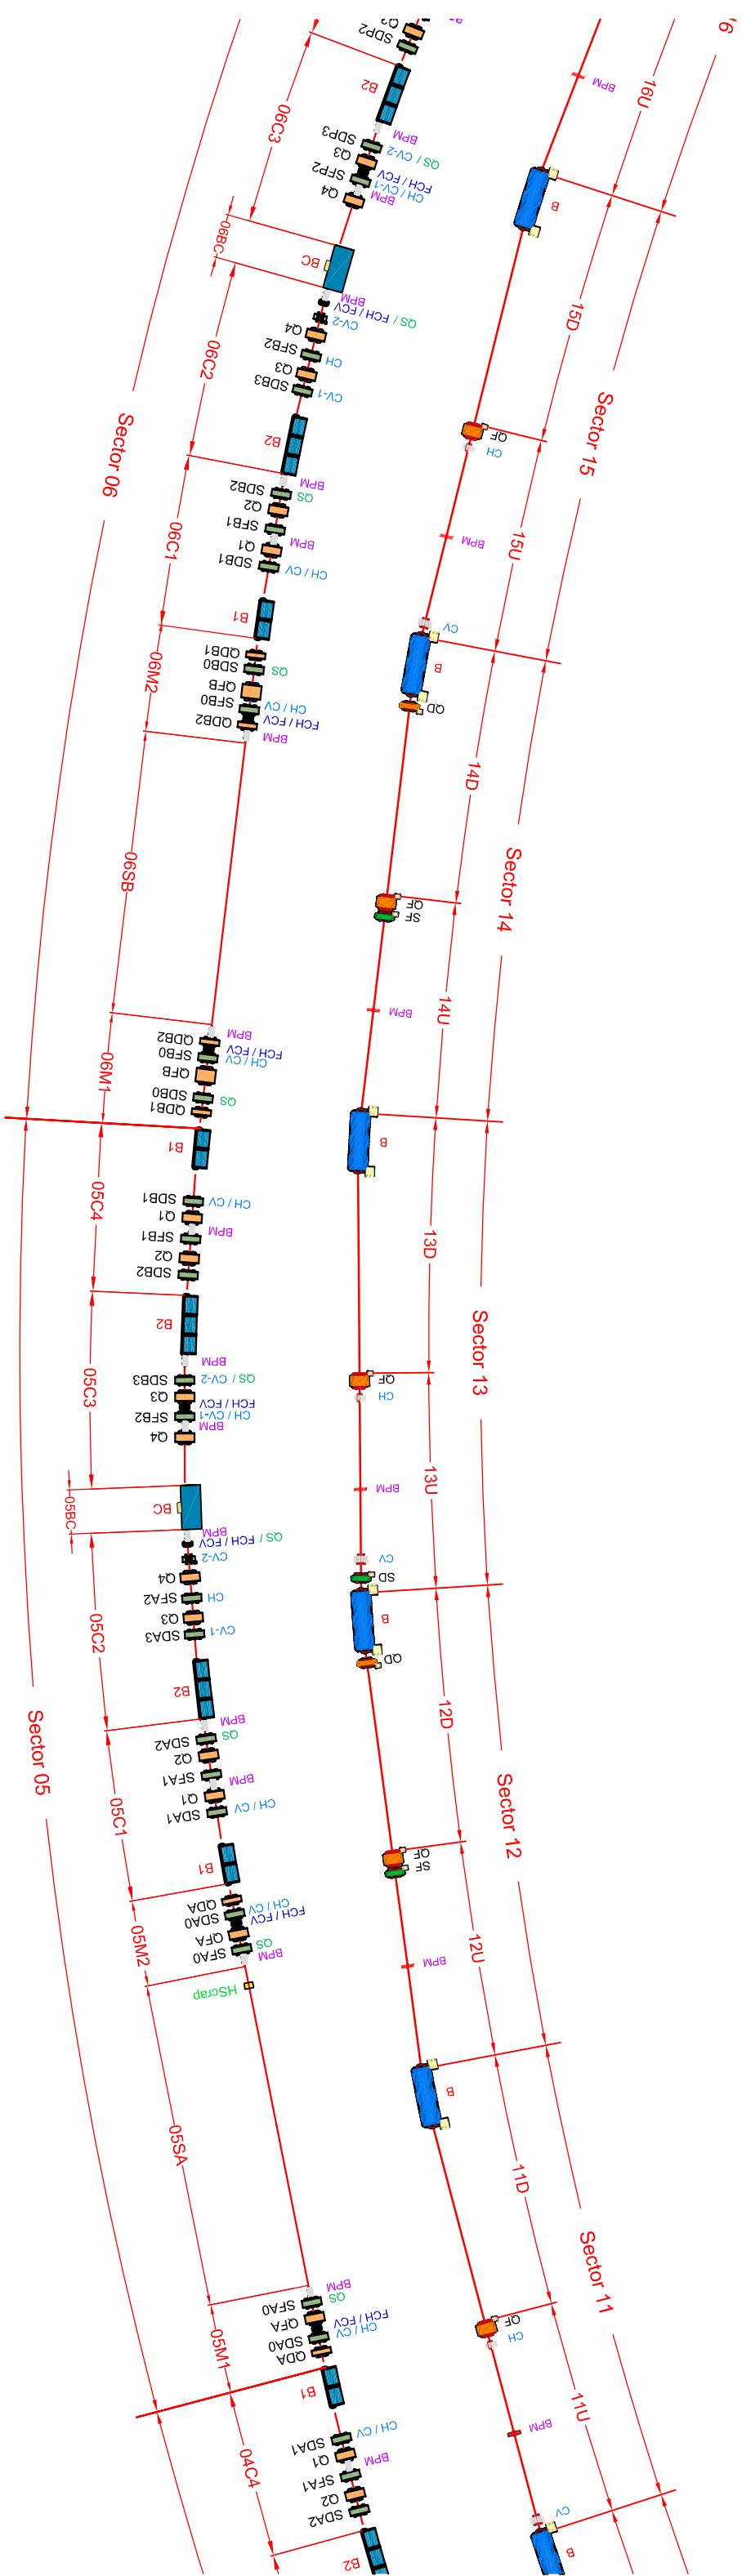 Q2
SDP2
B2
06C3
BPM
SDP3
CV-2 / QS
Q3
FCH / FCV
SFP2
CH / CV-1
BPM
Q4
06BC
BC
BPM
QS / FCH / FCV
CV-2
Q4
SFB2
CH
Q3
SDB3
CV-1
06C2
Sector 06
B2
BPM
SDB2
QS
Q2
SFB1
BPM
Q1
SDB1
CH / CV
06C1
B1
QDB1
SDB0
QS
QFB
SFB0
CH / CV
QDB2
FCH / FCV
BPM
06M2
06SB
BPM
QDB2
FCH / FCV
SFB0
CH / CV
QFB
SDB0
QS
QDB1
06M1
B1
05C4
SDB1
CH / CV
Q1
BPM
SFB1
Q2
SDB2
B2
BPM
SDB3
QS / CV-2
Q3
FCH / FCV
SFB2
CH / CV-1
BPM
Q4
05C3
BC
05BC
BPM
QS / FCH / FCV
CV-2
Q4
SFA2
CH
Q3
SDA3
CV-1
05C2
B2
BPM
SDA2
QS
Q2
SFA1
BPM
Q1
SDA1
CH / CV
05C1
Sector 05
B1
QDA
CH / CV
SDA0
FCH / FCV
QFA
QS
SFA0
BPM
05M2
HScrap
05SA
BPM
QS
SFA0
QFA
FCH / FCV
SDA0
CH / CV
QDA
05M1
B1
SDA1
CH / CV
Q1
BPM
SFA1
Q2
SDA2
04C4
B2
BPM
16U
B
15D
Sector 15
QF
CH
15U
BPM
CV
B
QD
14D
Sector 14
QF
SF
14U
BPM
B
13D
Sector 13
QF
CH
13U
BPM
CV
SD
B
QD
12D
Sector 12
QF
SF
12U
BPM
B
11D
Sector 11
QF
CH
11U
BPM
CV
B